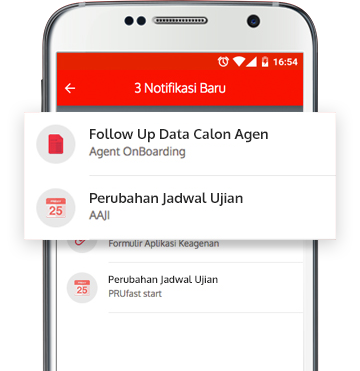 16:54
3 Notifikasi Baru
Follow Up Data Calon Agen
Agent OnBoarding
25
Perubahan Jadwal Ujian
AAJI
Formulir Aplikasi Keagenan
25
Perubahan Jadwal Ujian
PRUfast start